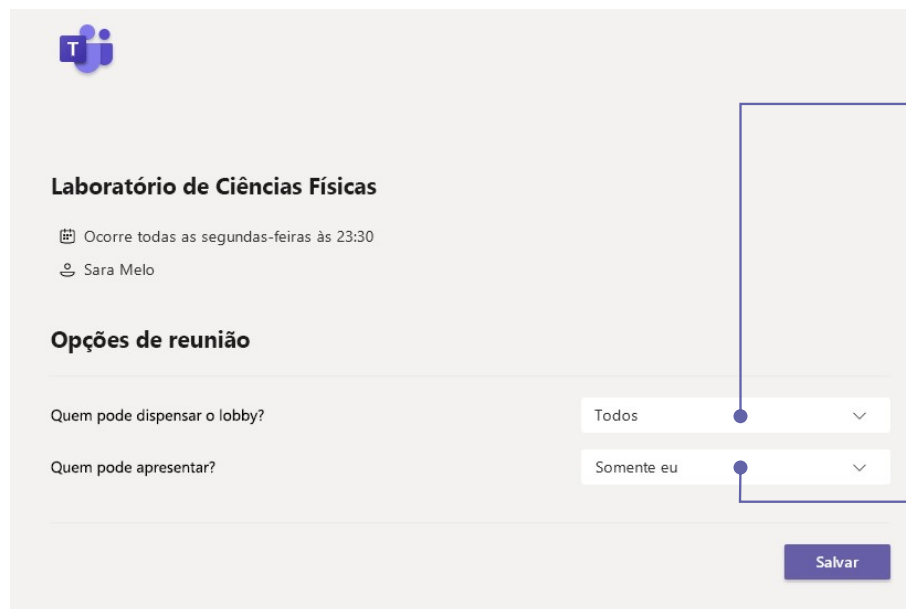 T
Laboratório de Ciências Físicas
Ocorre todas as segundas-feiras às 23:30
Sara Melo
Opções de reunião
Quem pode dispensar o lobby?
Todos
Quem pode apresentar?
Somente eu
Salvar